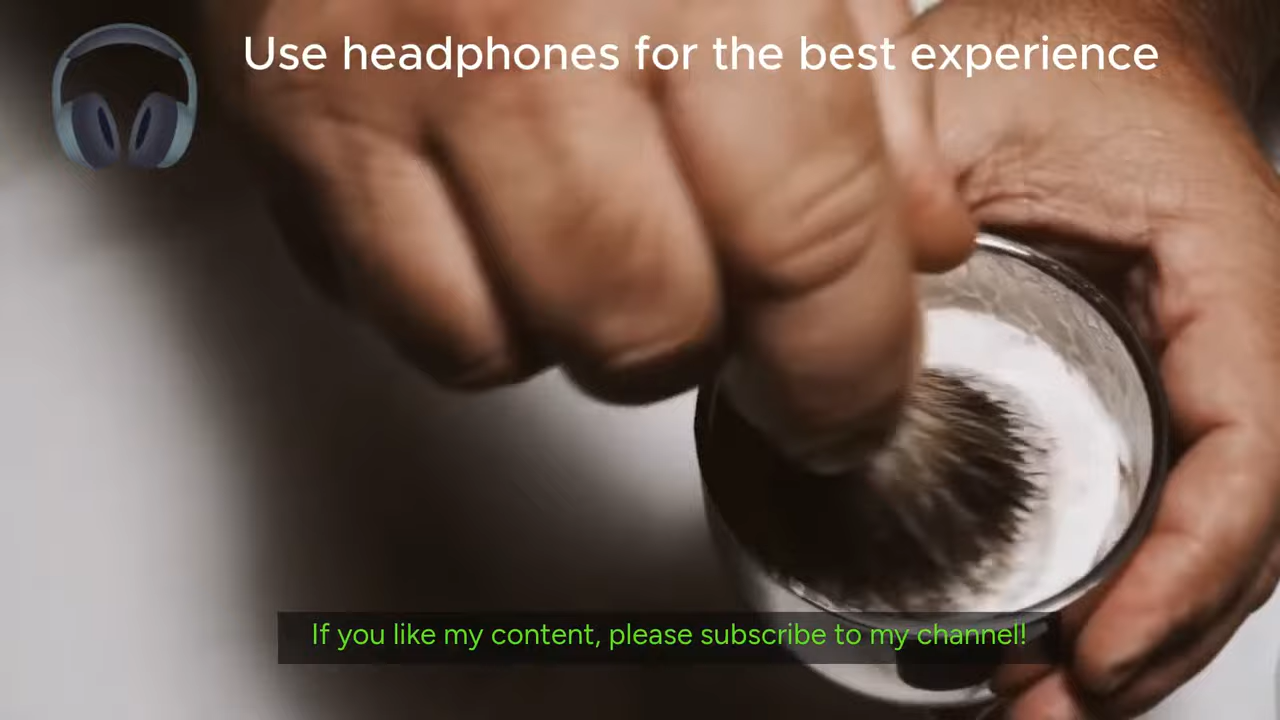 Use headphones for the best experience
If you like my content, please subscribe to my channel!